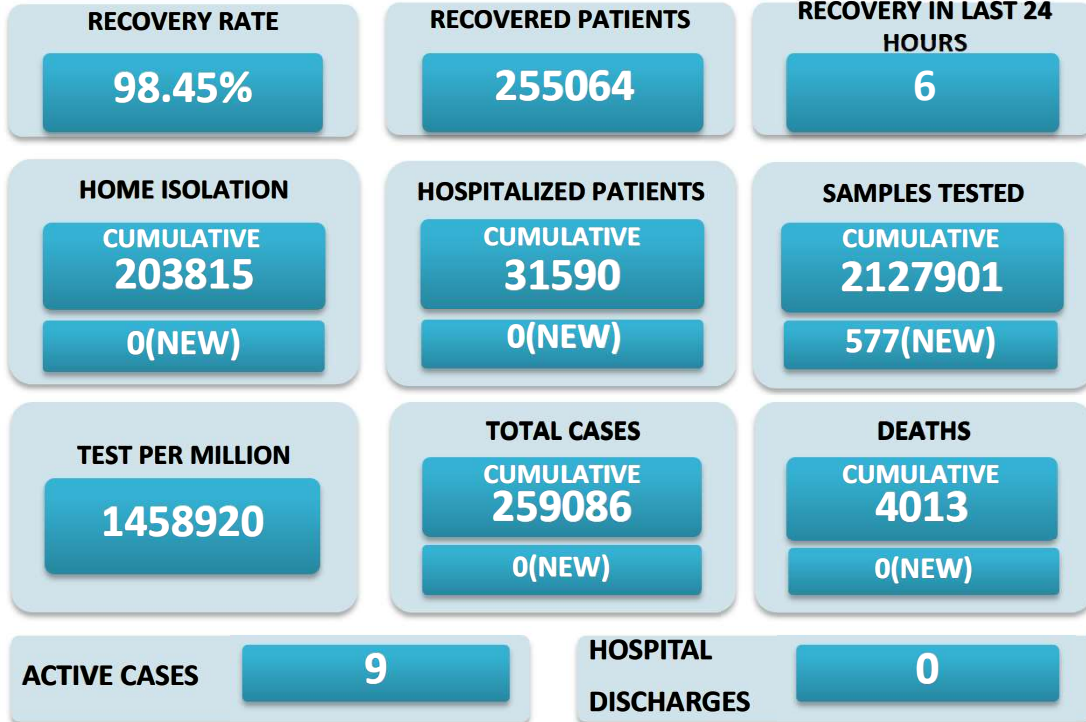 RECOVERY RATE
98.45%
RECOVERED PATIENTS
255064
RECOVERY IN LAST 24
HOURS
6
HOME ISOLATION
CUMULATIVE
203815
0(NEW)
HOSPITALIZED PATIENTS
CUMULATIVE
31590
0(NEW)
SAMPLES TESTED
CUMULATIVE
2127901
577(NEW)
TEST PER MILLION
1458920
TOTAL CASES
CUMULATIVE
259086
0(NEW)
DEATHS
CUMULATIVE
4013
0(NEW)
ACTIVE CASES
9
HOSPITAL
DISCHARGES
0